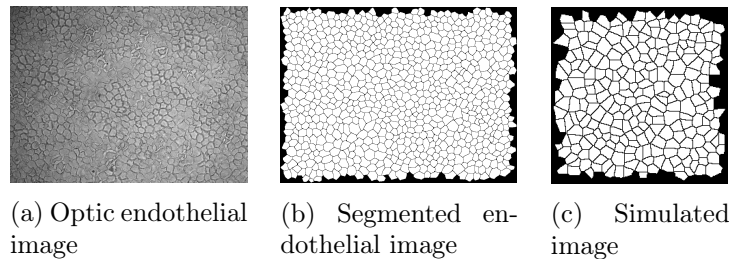 (a) Optic endothelial
image
(b) Segmented en-
dothelial image
(c) Simulated
image